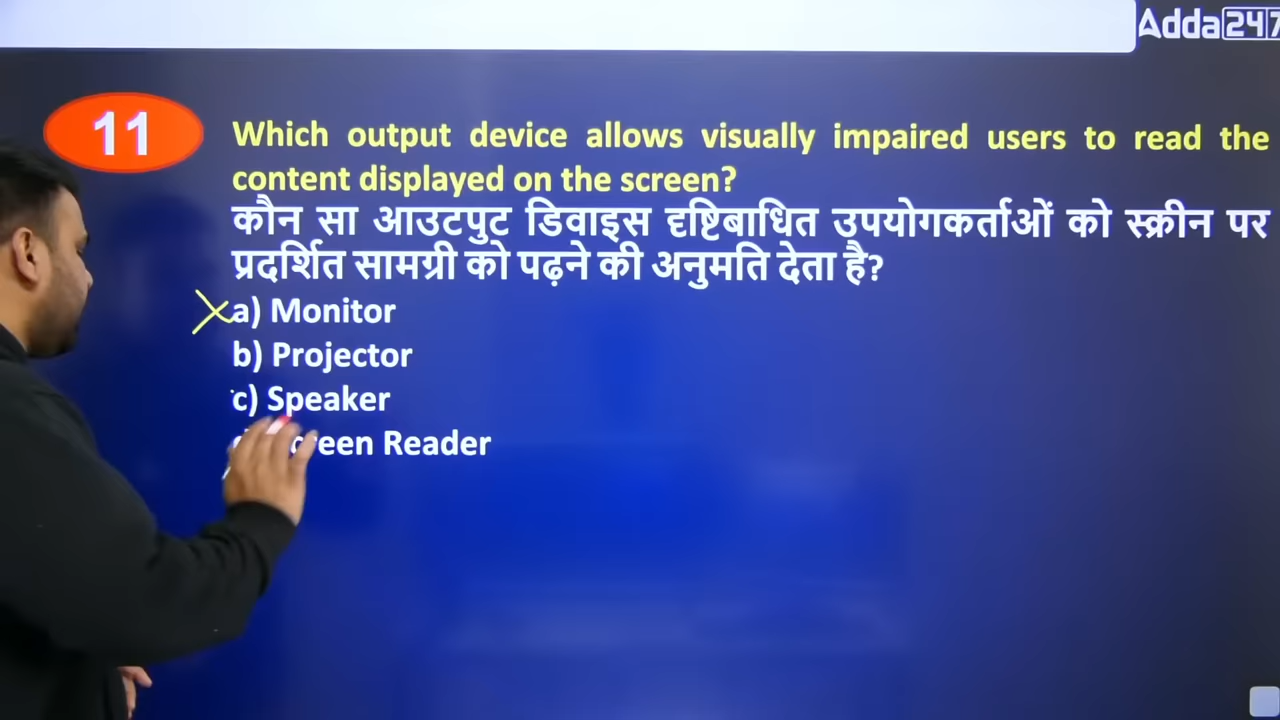 Adda247
11
Which output device allows visually impaired users to read the
content displayed on the screen?
कौन सा आउटपुट डिवाइस दृष्टिबाधित उपयोगकर्ताओं को स्क्रीन पर
प्रदर्शित सामग्री को पढ़ने की अनुमति देता है?
a) Monitor
b) Projector
c) Speaker
Reader